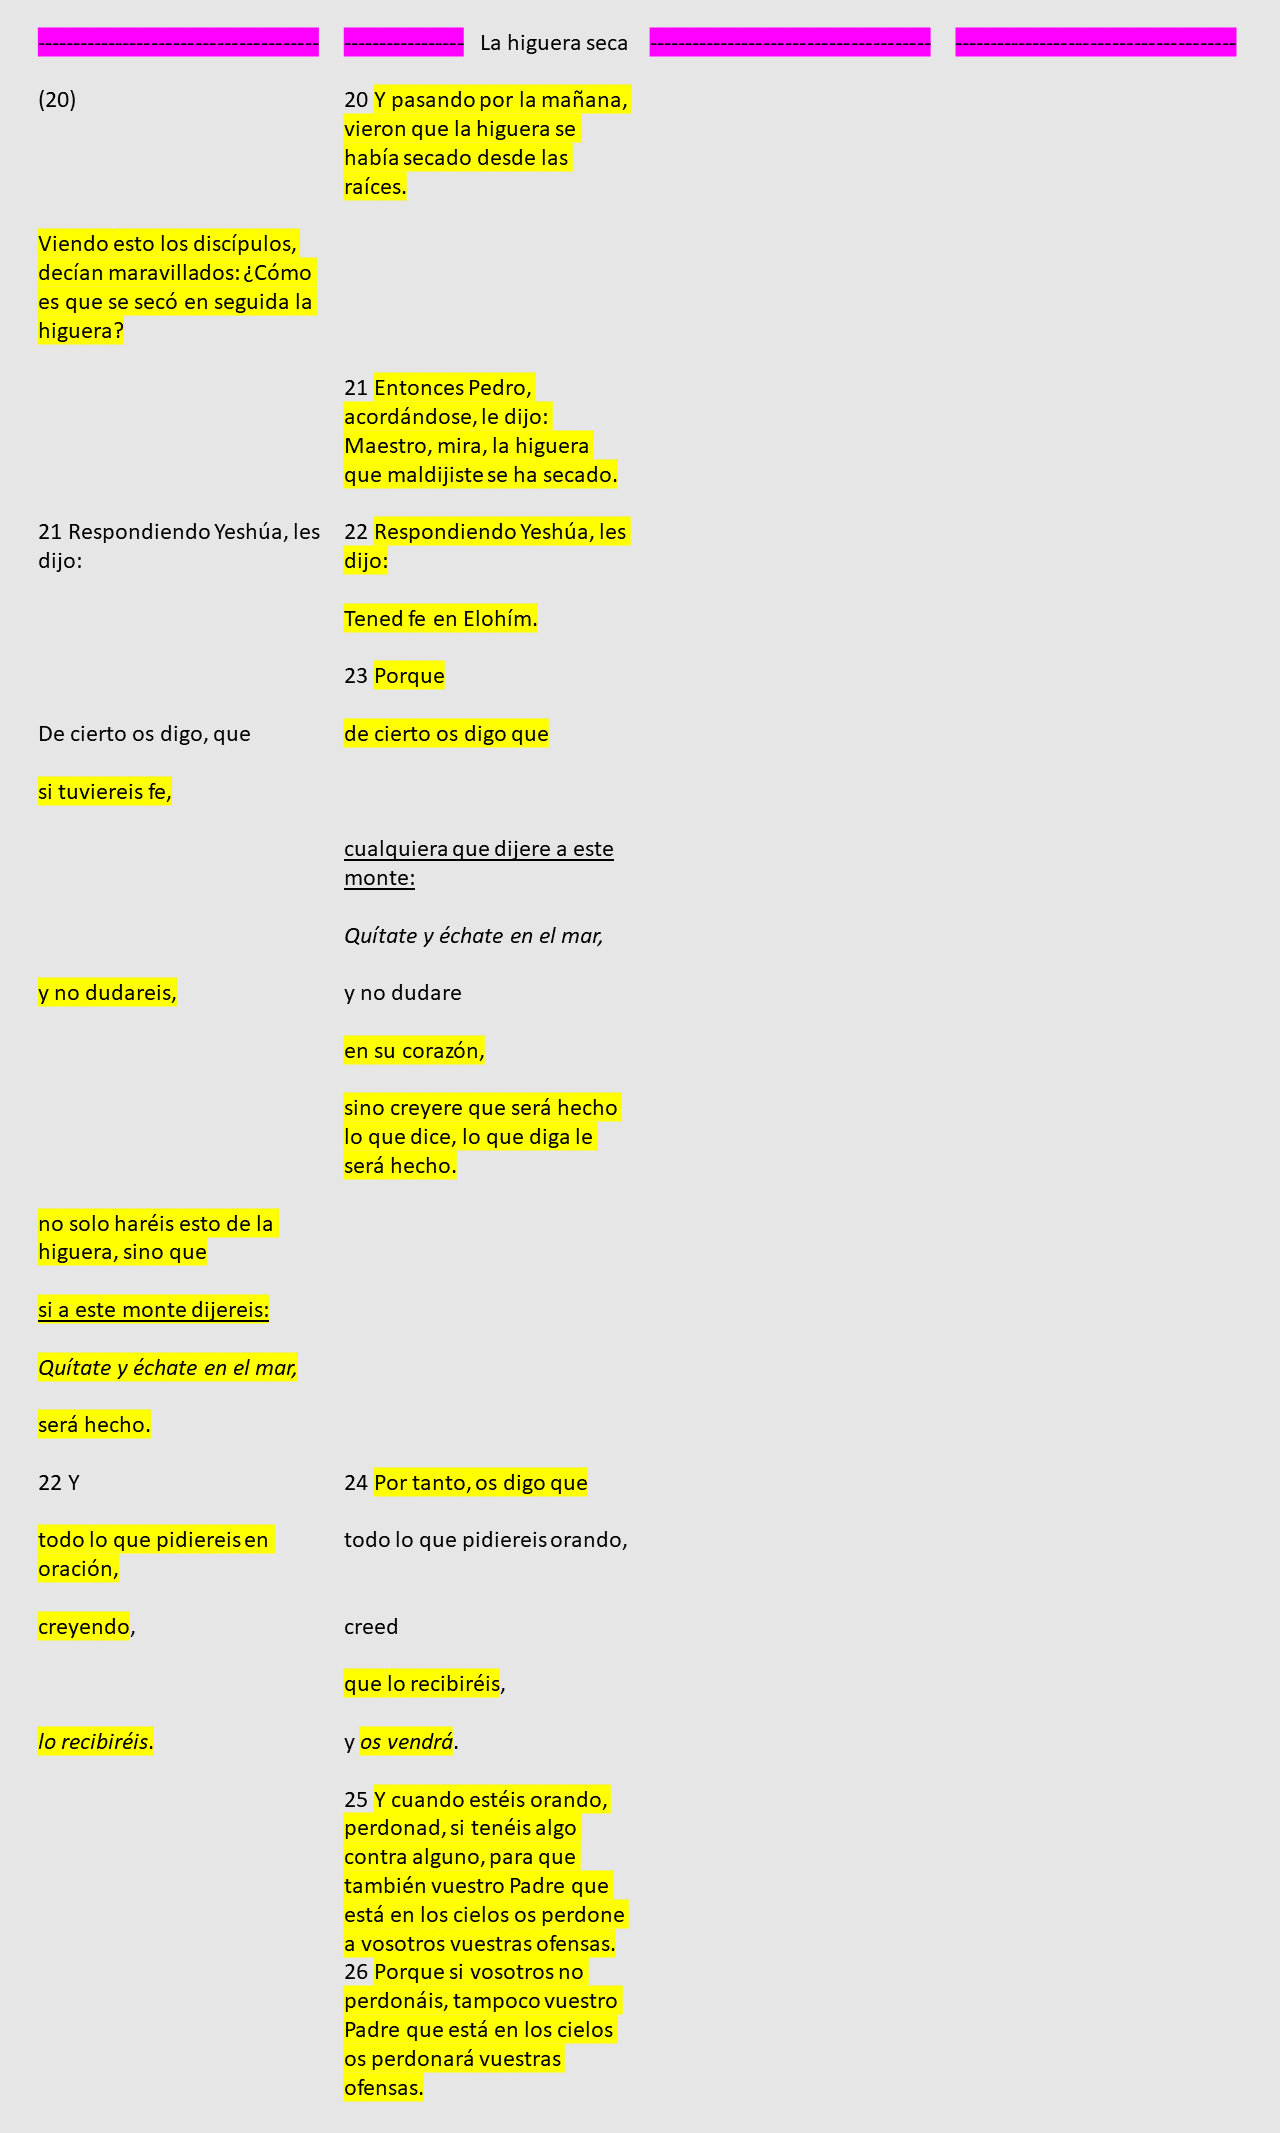 ------------------------------------- ---------------- La higuera seca ------------------------------------- -------------------------------------
(20)
20 Y pasando por la mañana,
vieron que la higuera se
había secado desde las
raíces.
Viendo esto los discípulos,
decían maravillados: ¿Cómo
es que se secó en seguida la
higuera?
21 Entonces Pedro,
acordándose, le dijo:
Maestro, mira, la higuera
que maldijiste se ha secado.
21 Respondiendo Yeshúa, les
dijo:
22 Respondiendo Yeshúa, les
dijo:
Tened fe en Elohím.
23 Porque
De cierto os digo, que
de cierto os digo que
si tuviereis fe,
cualquiera que dijere a este
monte:
Quítate y échate en el mar,
y no dudareis,
y no dudare
en su corazón,
sino creyere que será hecho
lo que dice, lo que diga le
será hecho.
no solo haréis esto de la
higuera, sino que
si a este monte dijereis:
Quítate y échate en el mar,
será hecho.
22 Y
24 Por tanto, os digo que
todo lo que pidiereis en
oración,
todo lo que pidiereis orando,
creyendo,
creed
que lo recibiréis,
lo recibiréis.
y os vendrá.
25 Y cuando estéis orando,
perdonad, si tenéis algo
contra alguno, para que
también vuestro Padre que
está en los cielos os perdone
a vosotros vuestras ofensas.
26 Porque si vosotros no
perdonáis, tampoco vuestro
Padre que está en los cielos
os perdonará vuestras
ofensas.